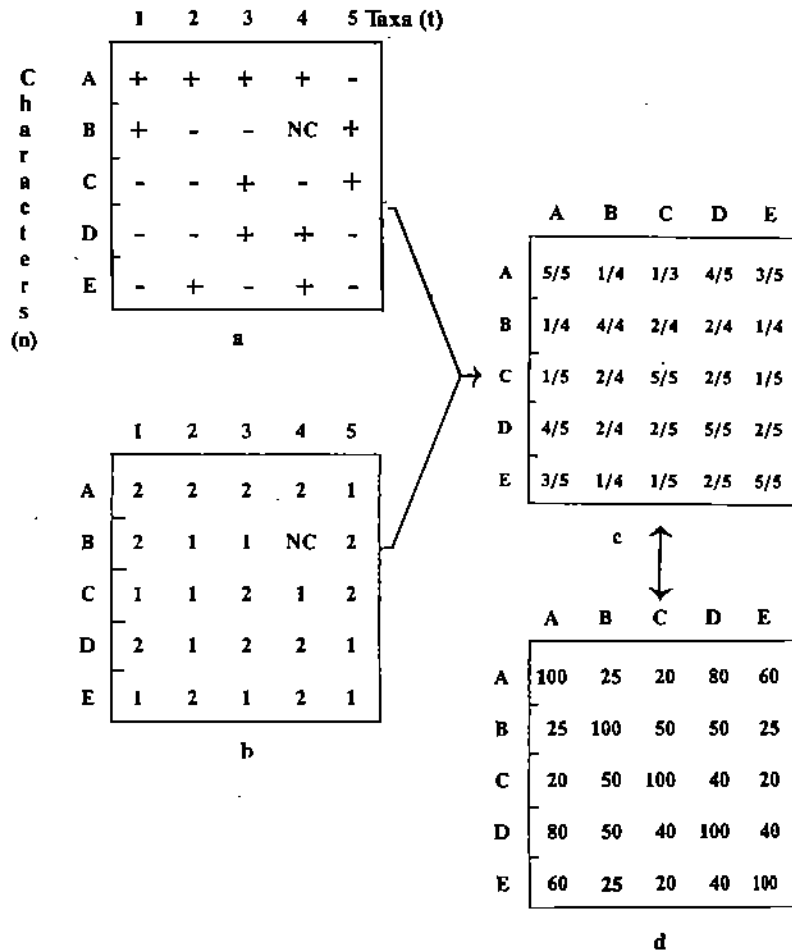 1 2 3 4 5 Taxa (t)
Characters (n)
A + + + + -
B + - - NC +
C - - + - +
D - - + + -
E - + - + -
a
1 2 3 4 5
A 2 2 2 2 1
B 2 1 1 NC 2
C 1 1 2 1 2
D 2 1 2 2 1
E 1 2 1 2 1
b
A B C D E
A 5/5 1/4 1/3 4/5 3/5
B 1/4 4/4 2/4 2/4 1/4
C 1/5 2/4 5/5 2/5 1/5
D 4/5 2/4 2/5 5/5 2/5
E 3/5 1/4 1/5 2/5 5/5
c
A B C D E
A 100 25 20 80 60
B 25 100 50 50 25
C 20 50 100 40 20
D 80 50 40 100 40
E 60 25 20 40 100
d